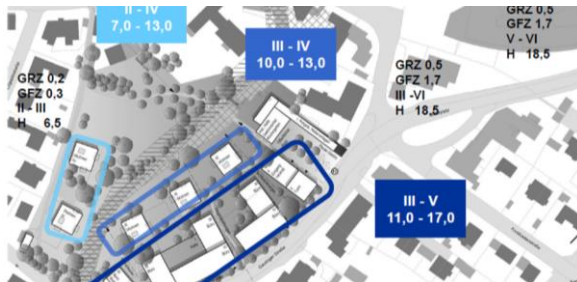 II - IV
7,0 - 13,0
III - IV
10,0 - 13,0
GRZ 0,5
GFZ 1,7
V - VI
H 18,5
GRZ 0,5
GFZ 1,7
III -VI
H 18,5
GRZ 0,2
GFZ 0,3
II - III
H 6,5
III - V
11,0 - 17,0